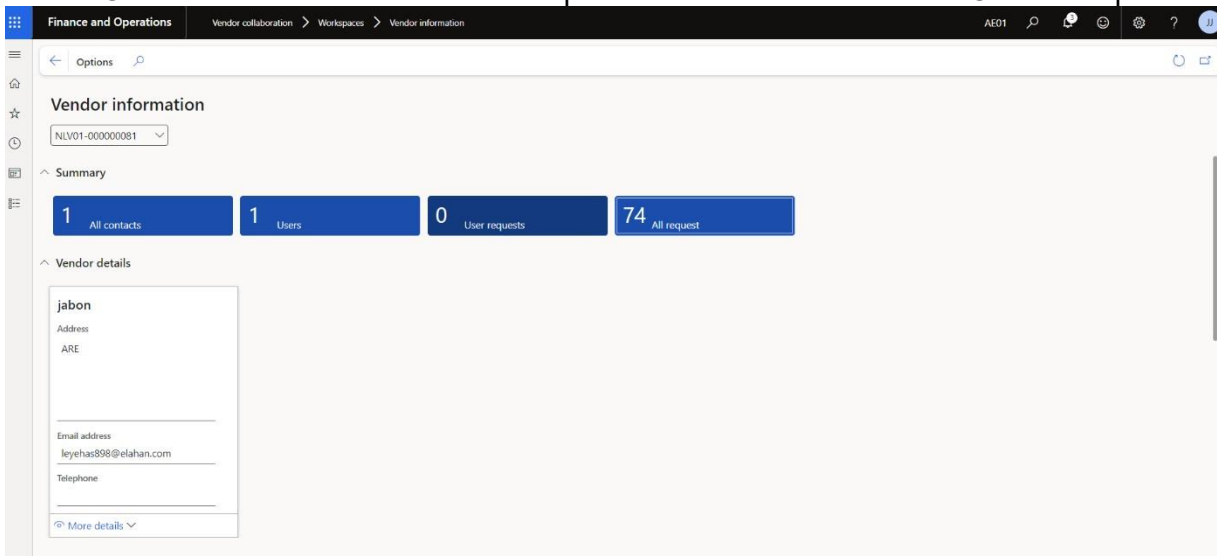 Finance and Operations
Vendor collaboration > Workspaces > Vendor information
AE01
3
?
JJ
Options
Vendor information
NLV01-000000081
Summary
1 All contacts
1 Users
0 User requests
74 All request
Vendor details
jabon
Address
ARE
Email address
leyehas898@elahan.com
Telephone
More details